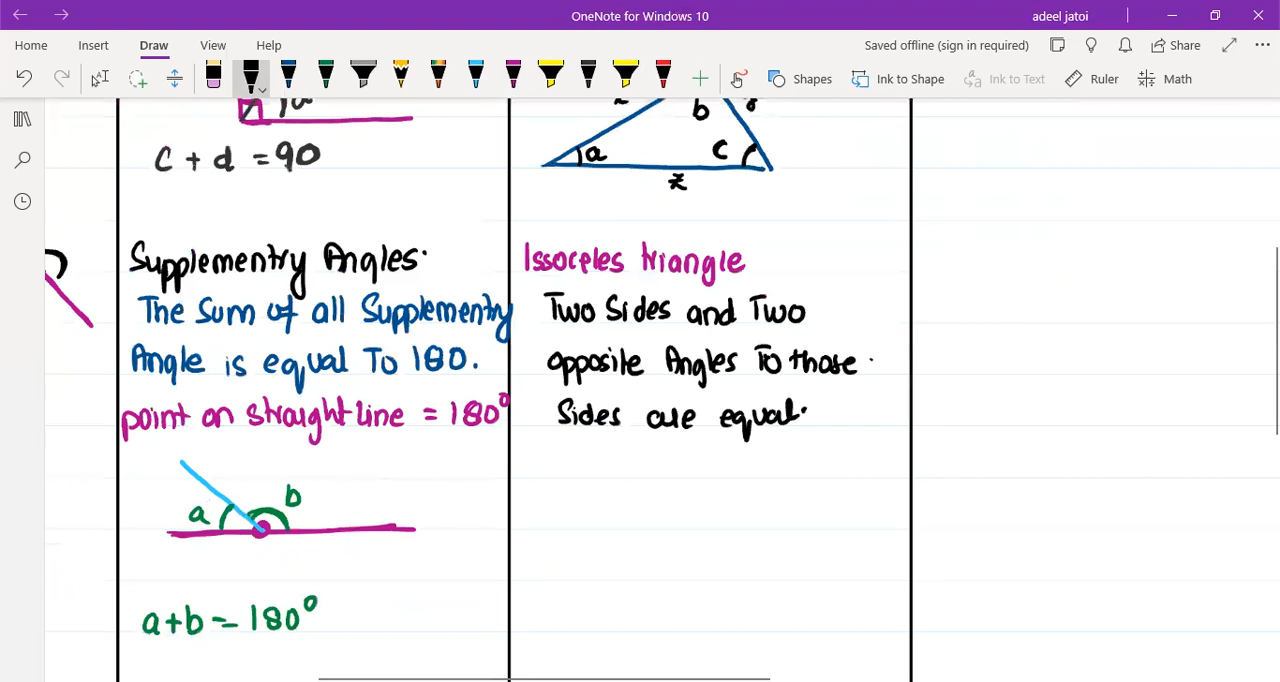 OneNote for Windows 10
adeel jatoi
Home Insert Draw View Help
Saved offline (sign in required)
Share
Shapes
Ink to Shape
Ink to Text
Ruler
Math
c + d = 90
b
a
c
z
Supplementry Angles.
The Sum of all Supplementry
Angle is equal To 180.
point on straight line = 180°
a
b
a+b = 180°
Issoceles triangle
Two Sides and Two
opposite Angles To those.
Sides are equal.